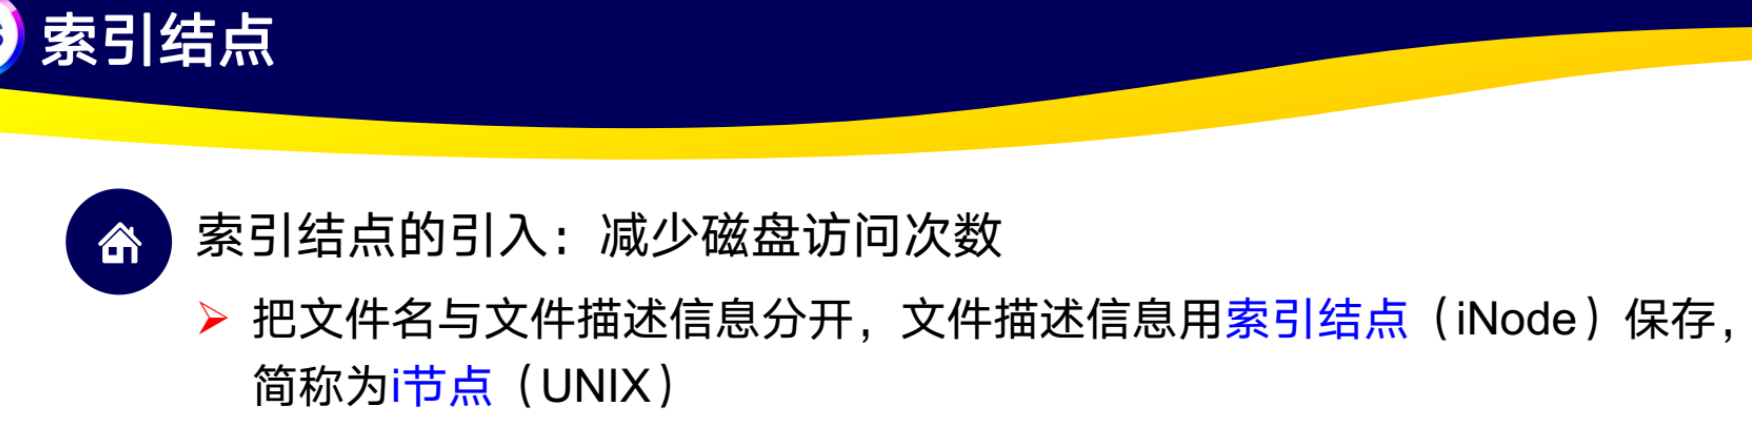 索引结点
索引结点的引入：减少磁盘访问次数
把文件名与文件描述信息分开，文件描述信息用索引结点（iNode）保存，
简称为i节点（UNIX）